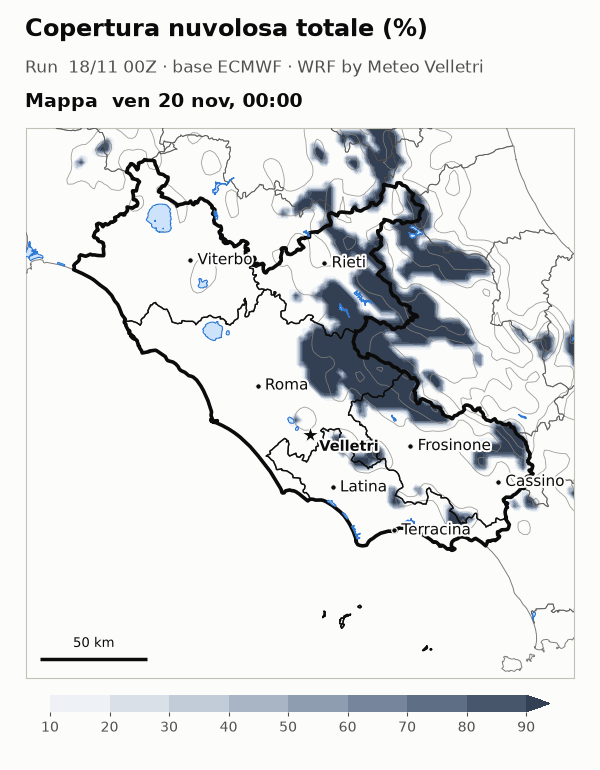 Copertura nuvolosa totale (%)
Run  18/11 00Z · base ECMWF · WRF by Meteo Velletri
Mappa  ven 20 nov, 00:00
Viterbo
Rieti
Roma
Velletri
Frosinone
Latina
Cassino
Terracina
50 km
10 20 30 40 50 60 70 80 90